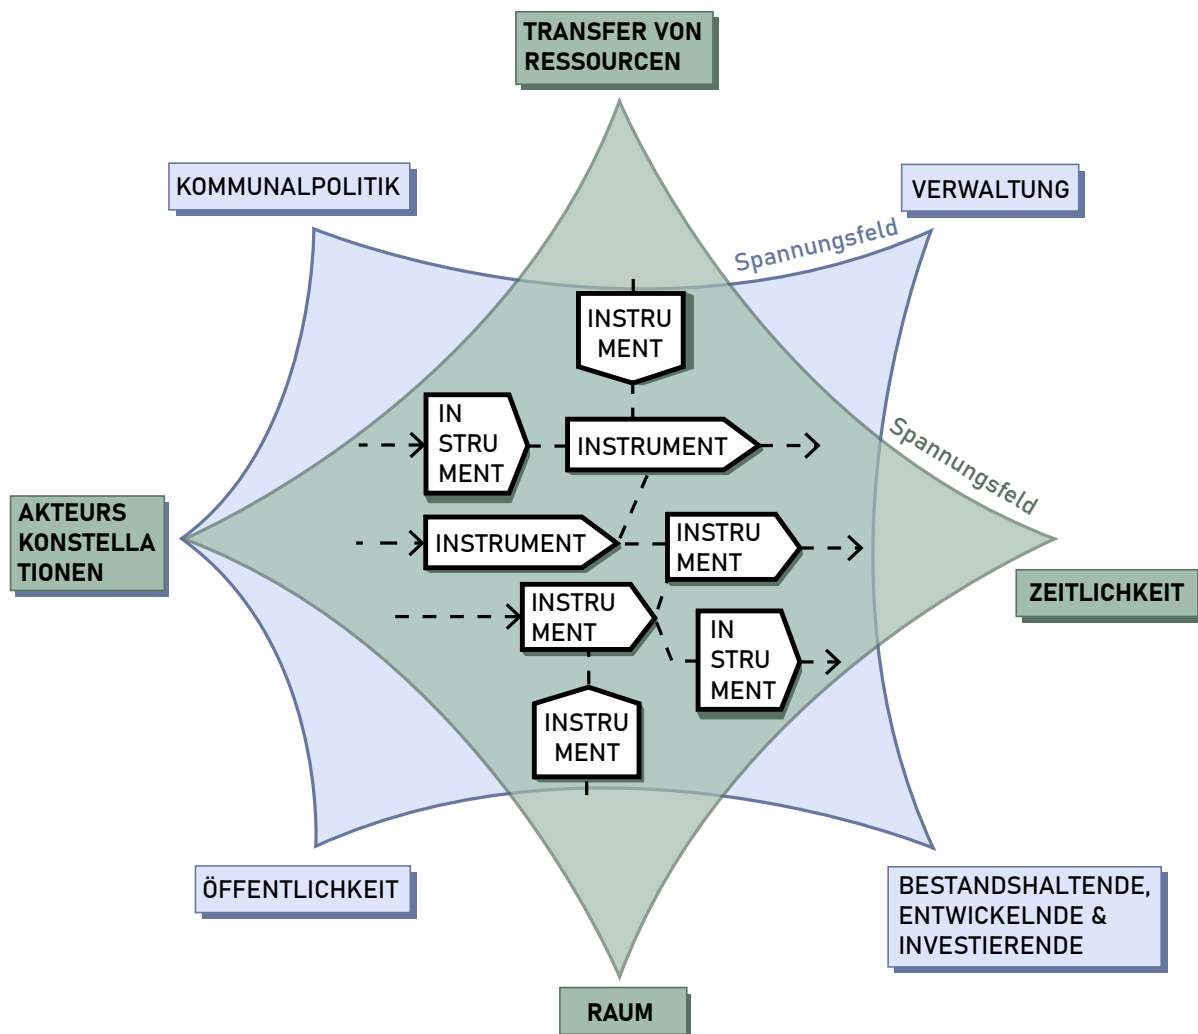 TRANSFER VON
RESSOURCEN
KOMMUNALPOLITIK
VERWALTUNG
Spannungsfeld
INSTRU
MENT
IN
STRU
MENT
INSTRUMENT
Spannungsfeld
AKTEURS
KONSTELLA
TIONEN
INSTRUMENT
INSTRU
MENT
ZEITLICHKEIT
INSTRU
MENT
IN
STRU
MENT
INSTRU
MENT
ÖFFENTLICHKEIT
BESTANDSHALTENDE,
ENTWICKELNDE &
INVESTIERENDE
RAUM